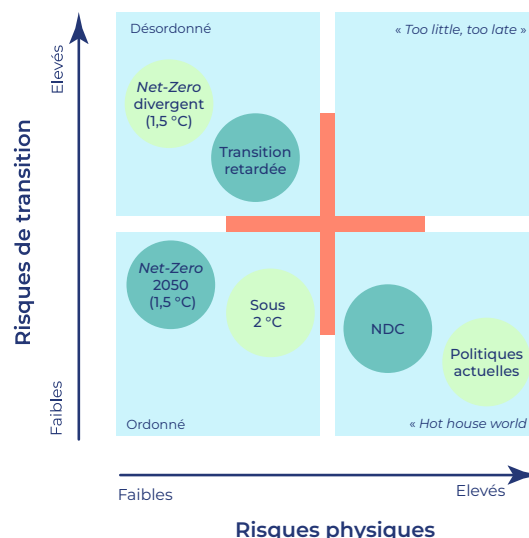 Désordonné
« Too little, too late »
Elevés
Net-Zero
divergent
(1,5 °C)
Transition
retardée
Risques de transition
Net-Zero
2050
(1,5 °C)
Sous
2 °C
NDC
Politiques
actuelles
Faibles
Ordonné
« Hot house world
Faibles
Elevés
Risques physiques